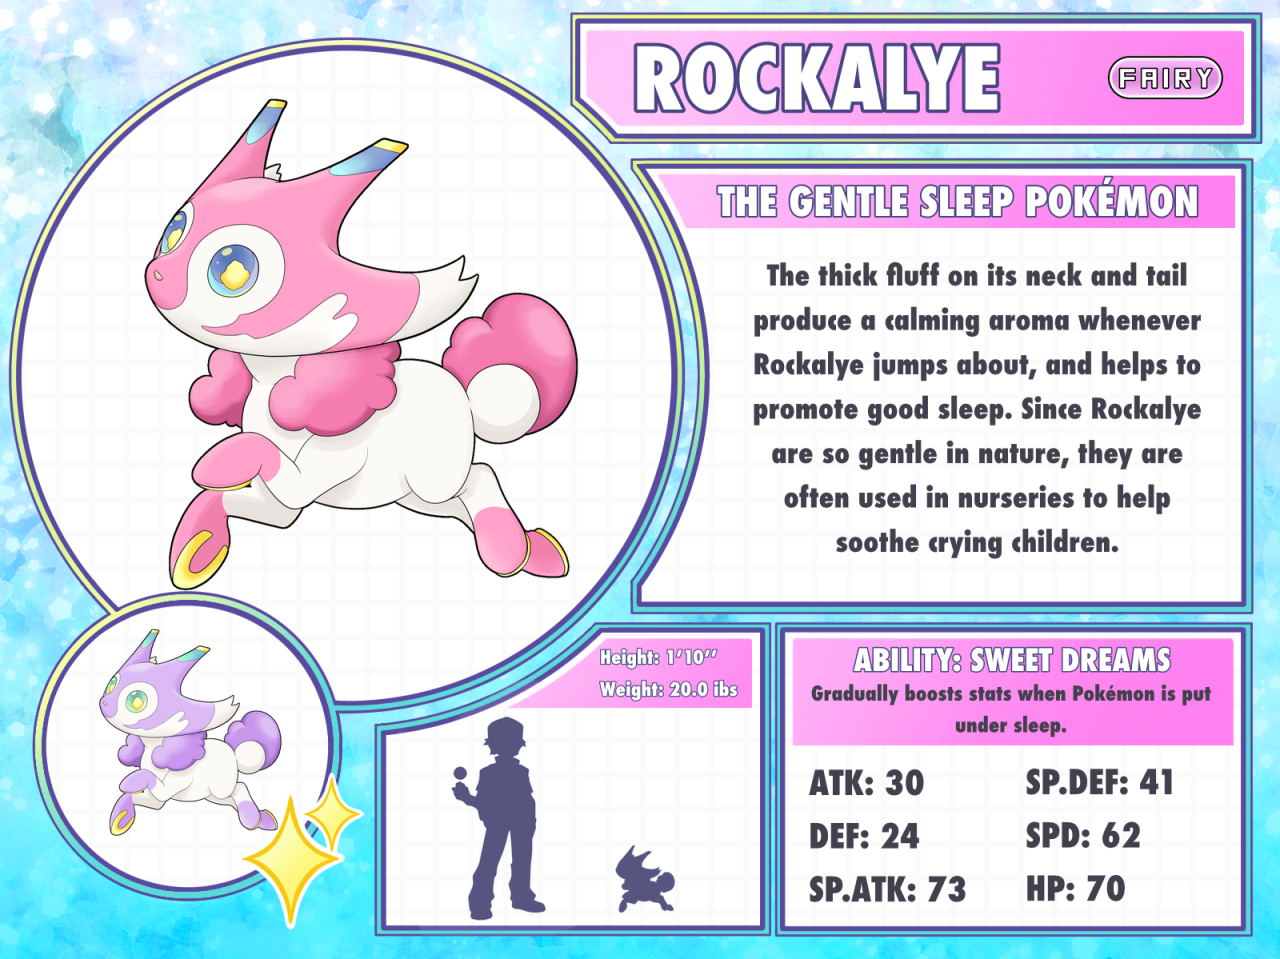 ROCKALYE
FAIRY
THE GENTLE SLEEP POKÉMON
The thick fluff on its neck and tail
produce a calming aroma whenever
Rockalye jumps about, and helps to
promote good sleep. Since Rockalye
are so gentle in nature, they are
often used in nurseries to help
soothe crying children.
Height: 1’10’’
Weight: 20.0 ibs
ABILITY: SWEET DREAMS
Gradually boosts stats when Pokémon is put
under sleep.
ATK: 30
SP.DEF: 41
DEF: 24
SPD: 62
SP.ATK: 73
HP: 70